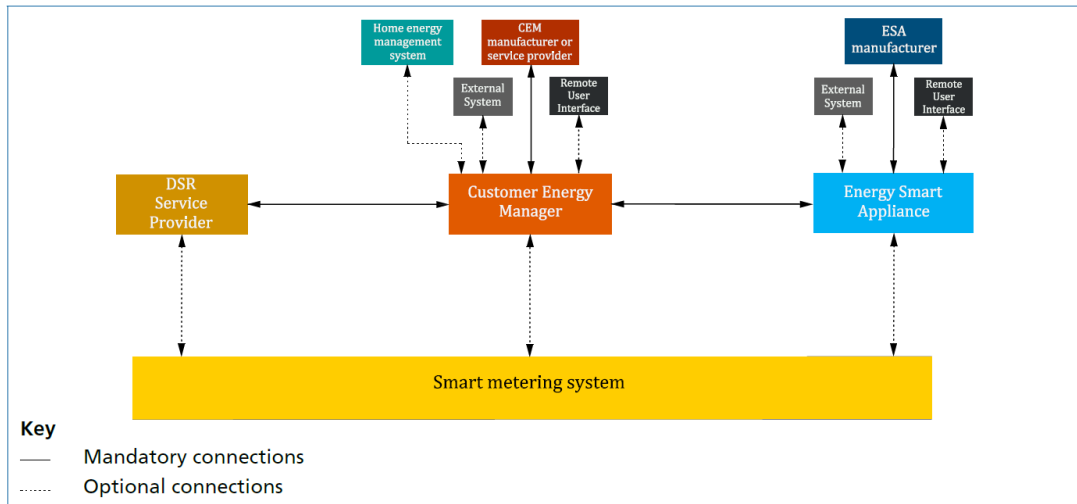 Home energy
management
system
CEM
manufacturer or
service provider
ESA
manufacturer
External
System
Remote
User
Interface
External
System
Remote
User
Interface
DSR
Service
Provider
Customer Energy
Manager
Energy Smart
Appliance
Smart metering system
Key
Mandatory connections
Optional connections